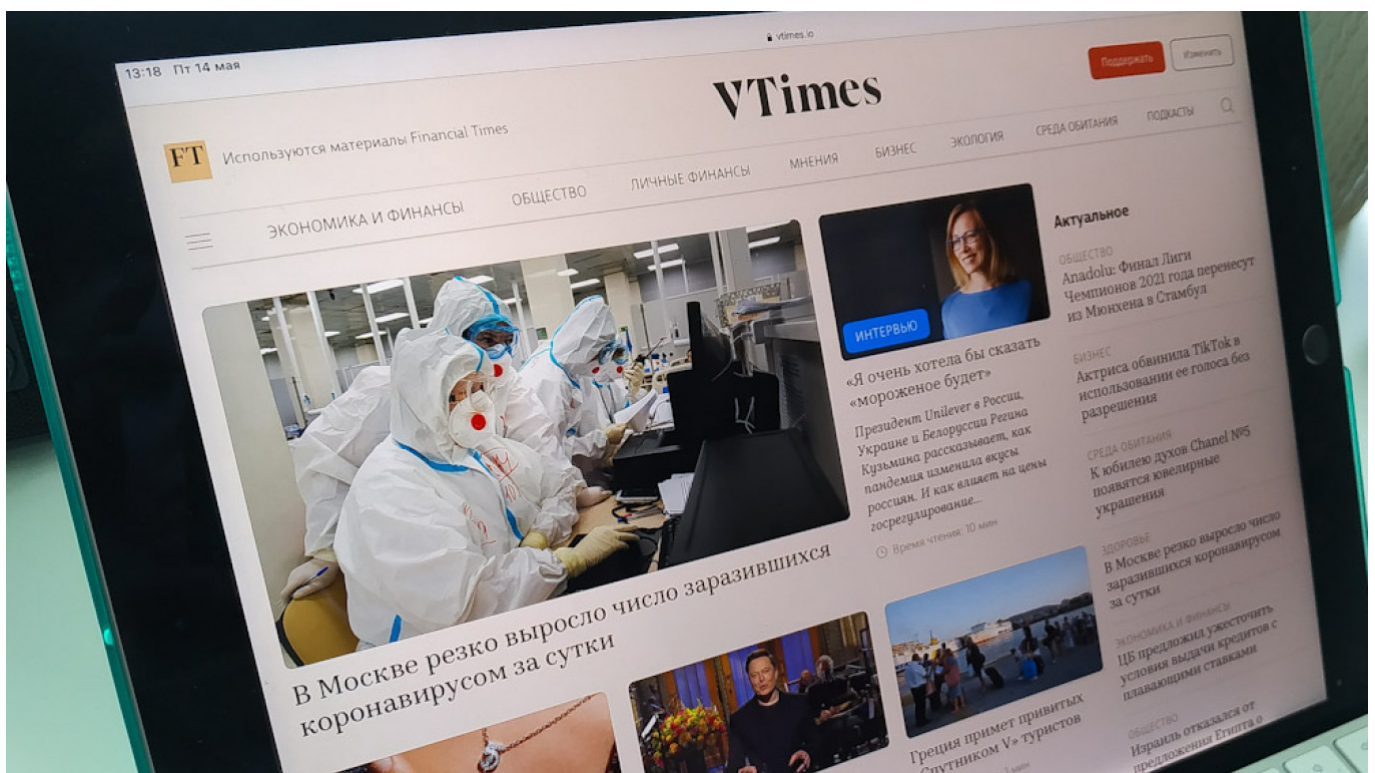 13:18 Пт 14 мая
vtimes.io
FT
Используются материалы Financial Times
VTimes
Поддержать
Изменить
ЭКОНОМИКА И ФИНАНСЫ
ОБЩЕСТВО
ЛИЧНЫЕ ФИНАНСЫ
МНЕНИЯ
БИЗНЕС
ЭКОЛОГИЯ
СРЕДА ОБИТАНИЯ
ПОДКАСТЫ
В Москве резко выросло число заразившихся
коронавирусом за сутки
ИНТЕРВЬЮ
«Я очень хотела бы сказать
«мороженое будет»
Президент Unilever в России,
Украине и Белоруссии Регина
Кузьмина рассказывает, как
пандемия изменила вкусы
россиян. И как влияет на цены
госрегулирование...
Время чтения: 10 мин
Греция примет привитых
«Спутником V» туристов
мин
Актуальное
ОБЩЕСТВО
Anadolu: Финал Лиги
Чемпионов 2021 года перенесут
из Мюнхена в Стамбул
БИЗНЕС
Актриса обвинила TikTok в
использовании ее голоса без
разрешения
СРЕДА ОБИТАНИЯ
К юбилею духов Chanel №5
появятся ювелирные
украшения
ЗДОРОВЬЕ
В Москве резко выросло число
заразившихся коронавирусом
за сутки
ЭКОНОМИКА И ФИНАНСЫ
ЦБ предложил ужесточить
условия выдачи кредитов с
плавающими ставками
ОБЩЕСТВО
Израиль отказался от
предложения Египта о